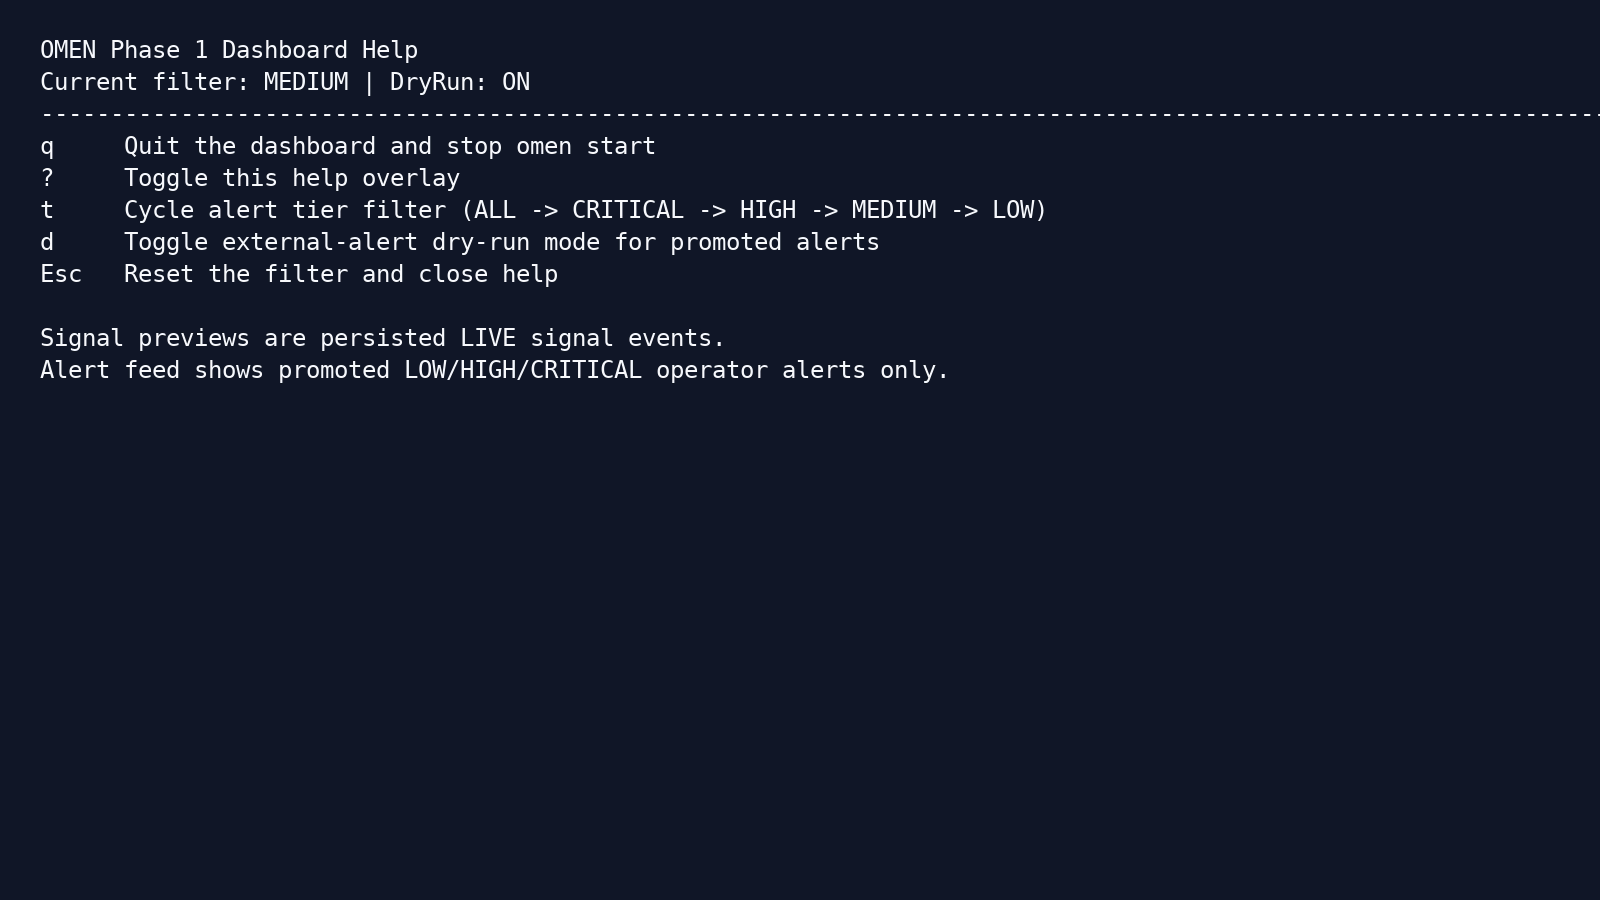 OMEN Phase 1 Dashboard Help
Current filter: MEDIUM | DryRun: ON
----------------------------------------------------------------------------------------------------------------
q     Quit the dashboard and stop omen start
?     Toggle this help overlay
t     Cycle alert tier filter (ALL -> CRITICAL -> HIGH -> MEDIUM -> LOW)
d     Toggle external-alert dry-run mode for promoted alerts
Esc   Reset the filter and close help
Signal previews are persisted LIVE signal events.
Alert feed shows promoted LOW/HIGH/CRITICAL operator alerts only.